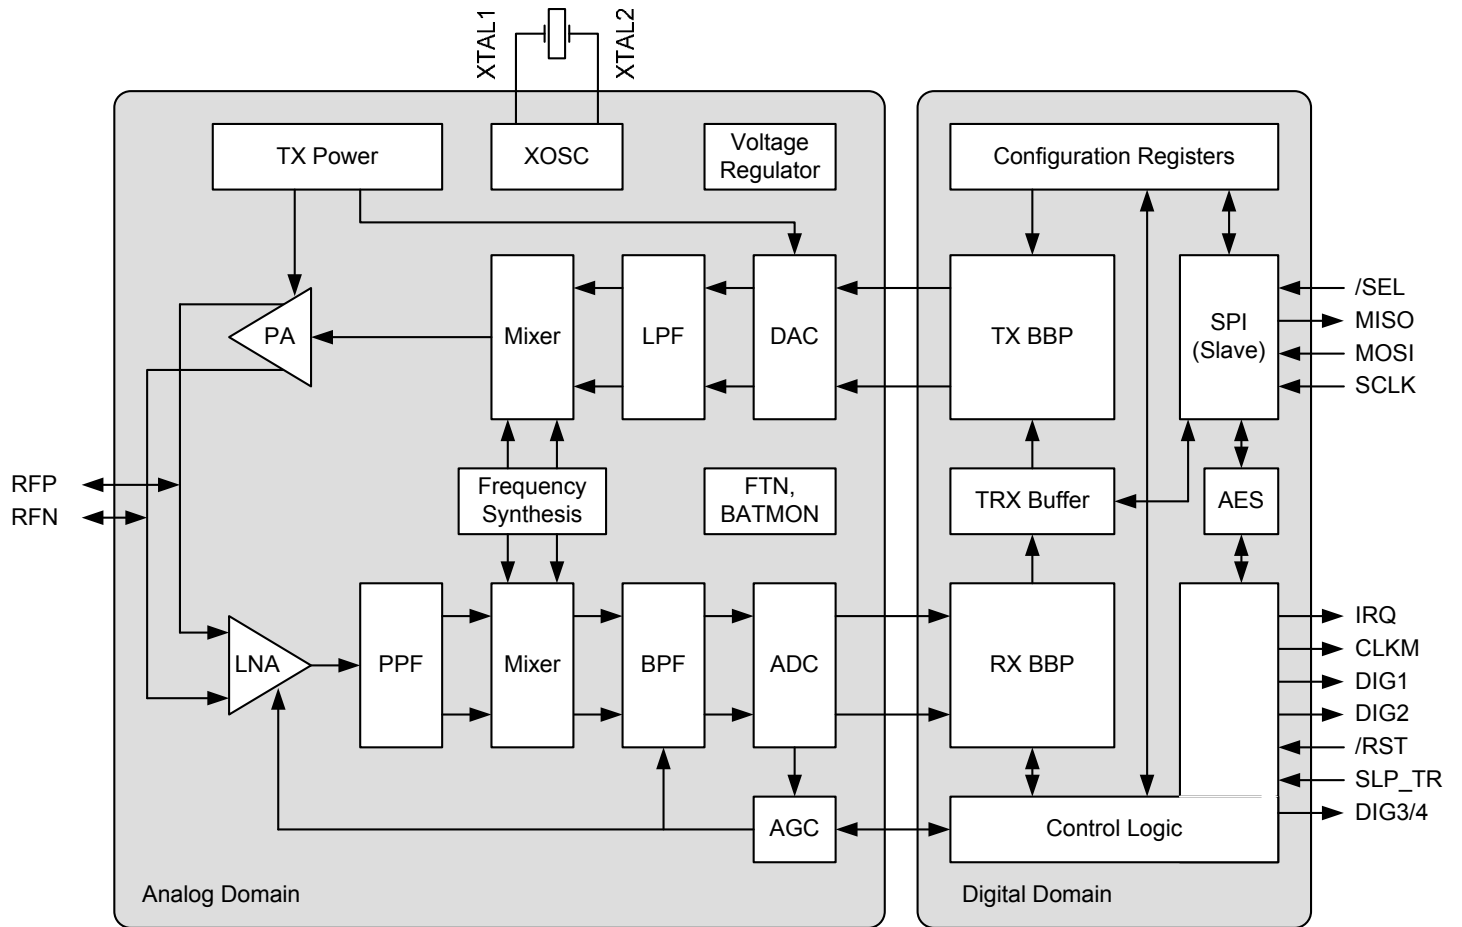 XTAL1
XTAL2
TX Power
XOSC
Voltage
Regulator
Configuration Registers
PA
Mixer
LPF
DAC
TX BBP
SPI
(Slave)
/SEL
MISO
MOSI
SCLK
RFP
RFN
Frequency
Synthesis
FTN,
BATMON
TRX Buffer
AES
LNA
PPF
Mixer
BPF
ADC
RX BBP
IRQ
CLKM
DIG1
DIG2
/RST
SLP_TR
DIG3/4
AGC
Control Logic
Analog Domain
Digital Domain